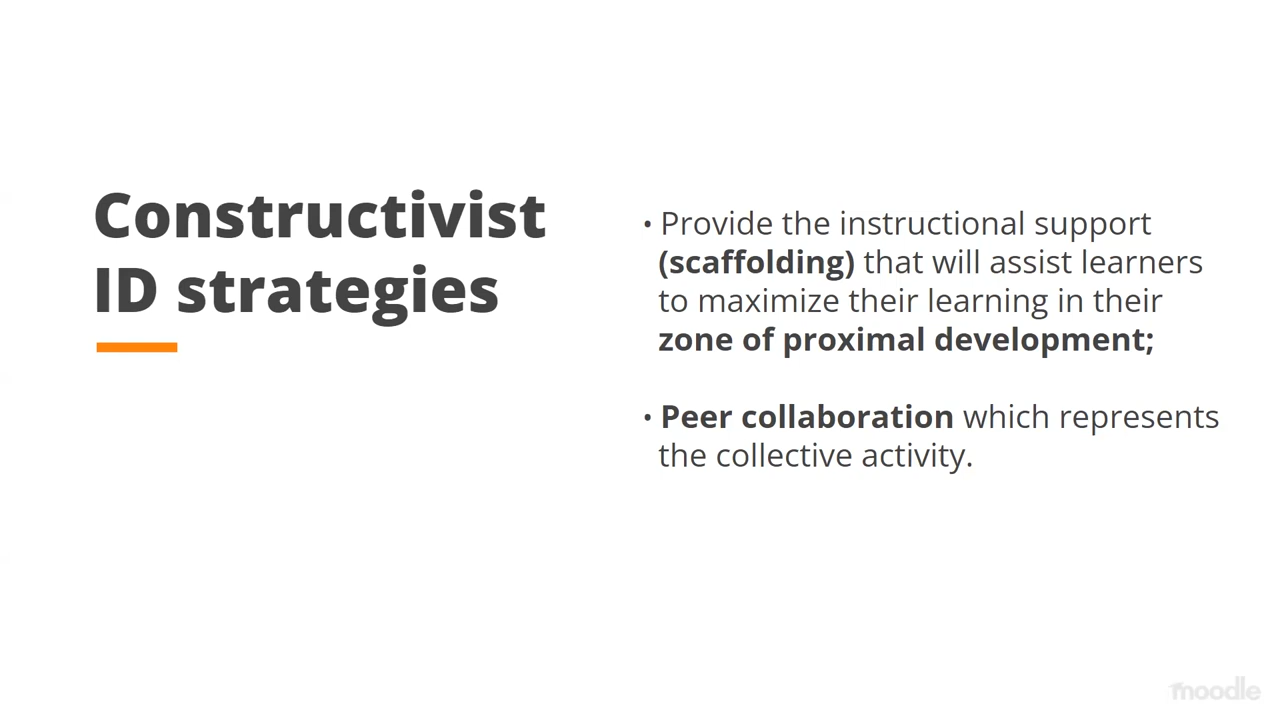 Constructivist
ID strategies
• Provide the instructional support
(scaffolding) that will assist learners
to maximize their learning in their
zone of proximal development;
• Peer collaboration which represents
the collective activity.
moodle